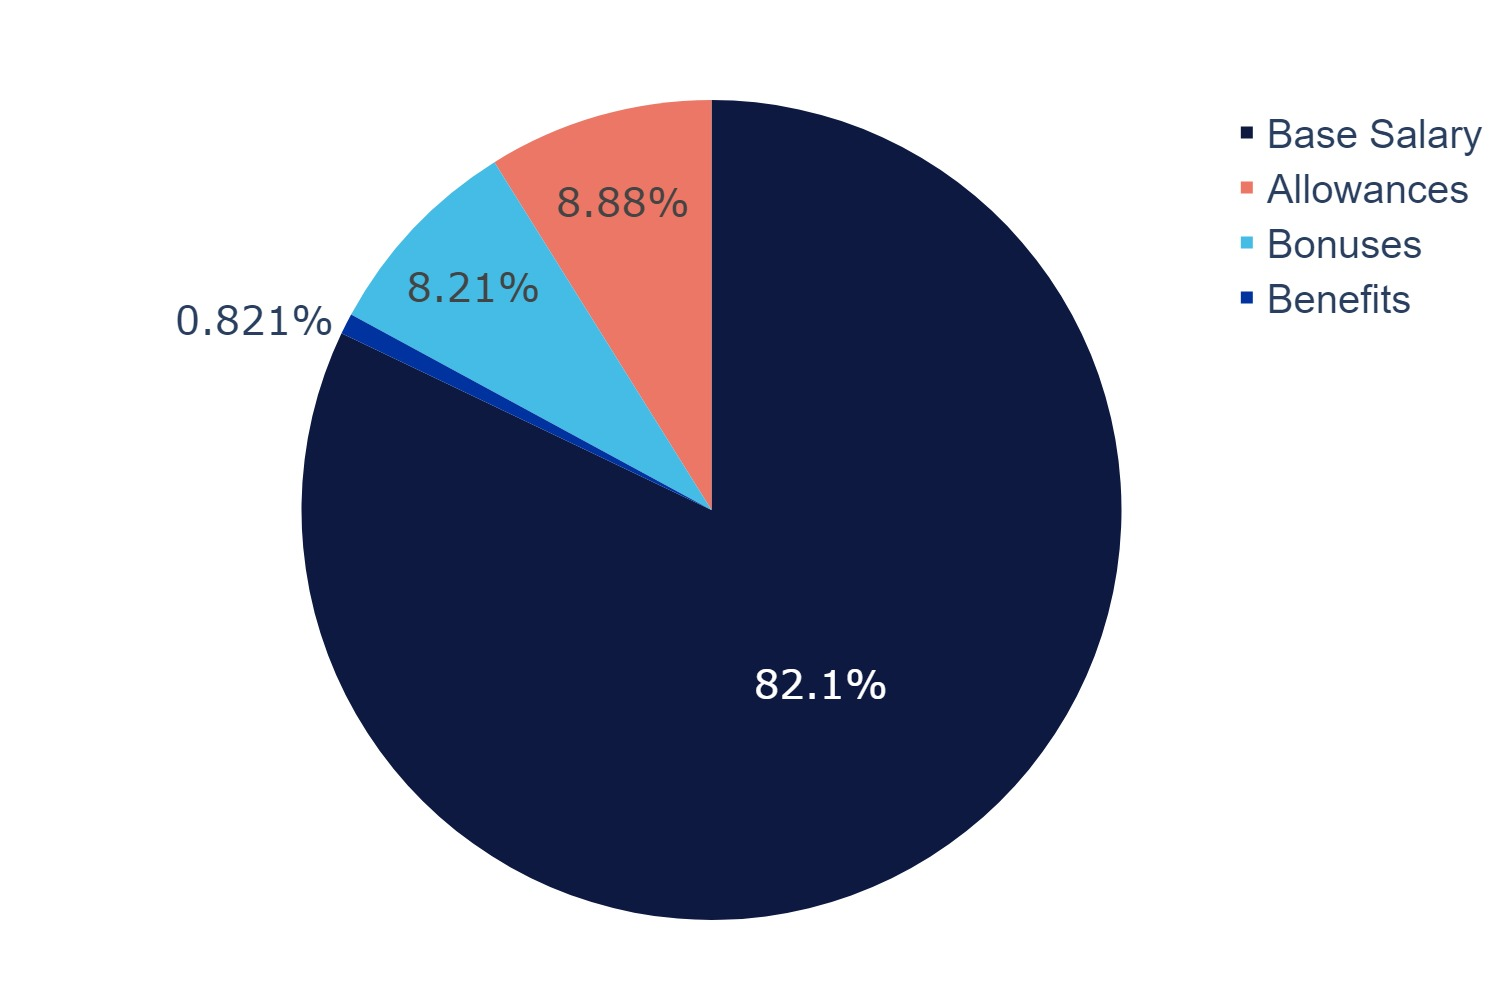 8.88%
8.21%
0.821%
82.1%
Base Salary
Allowances
Bonuses
Benefits